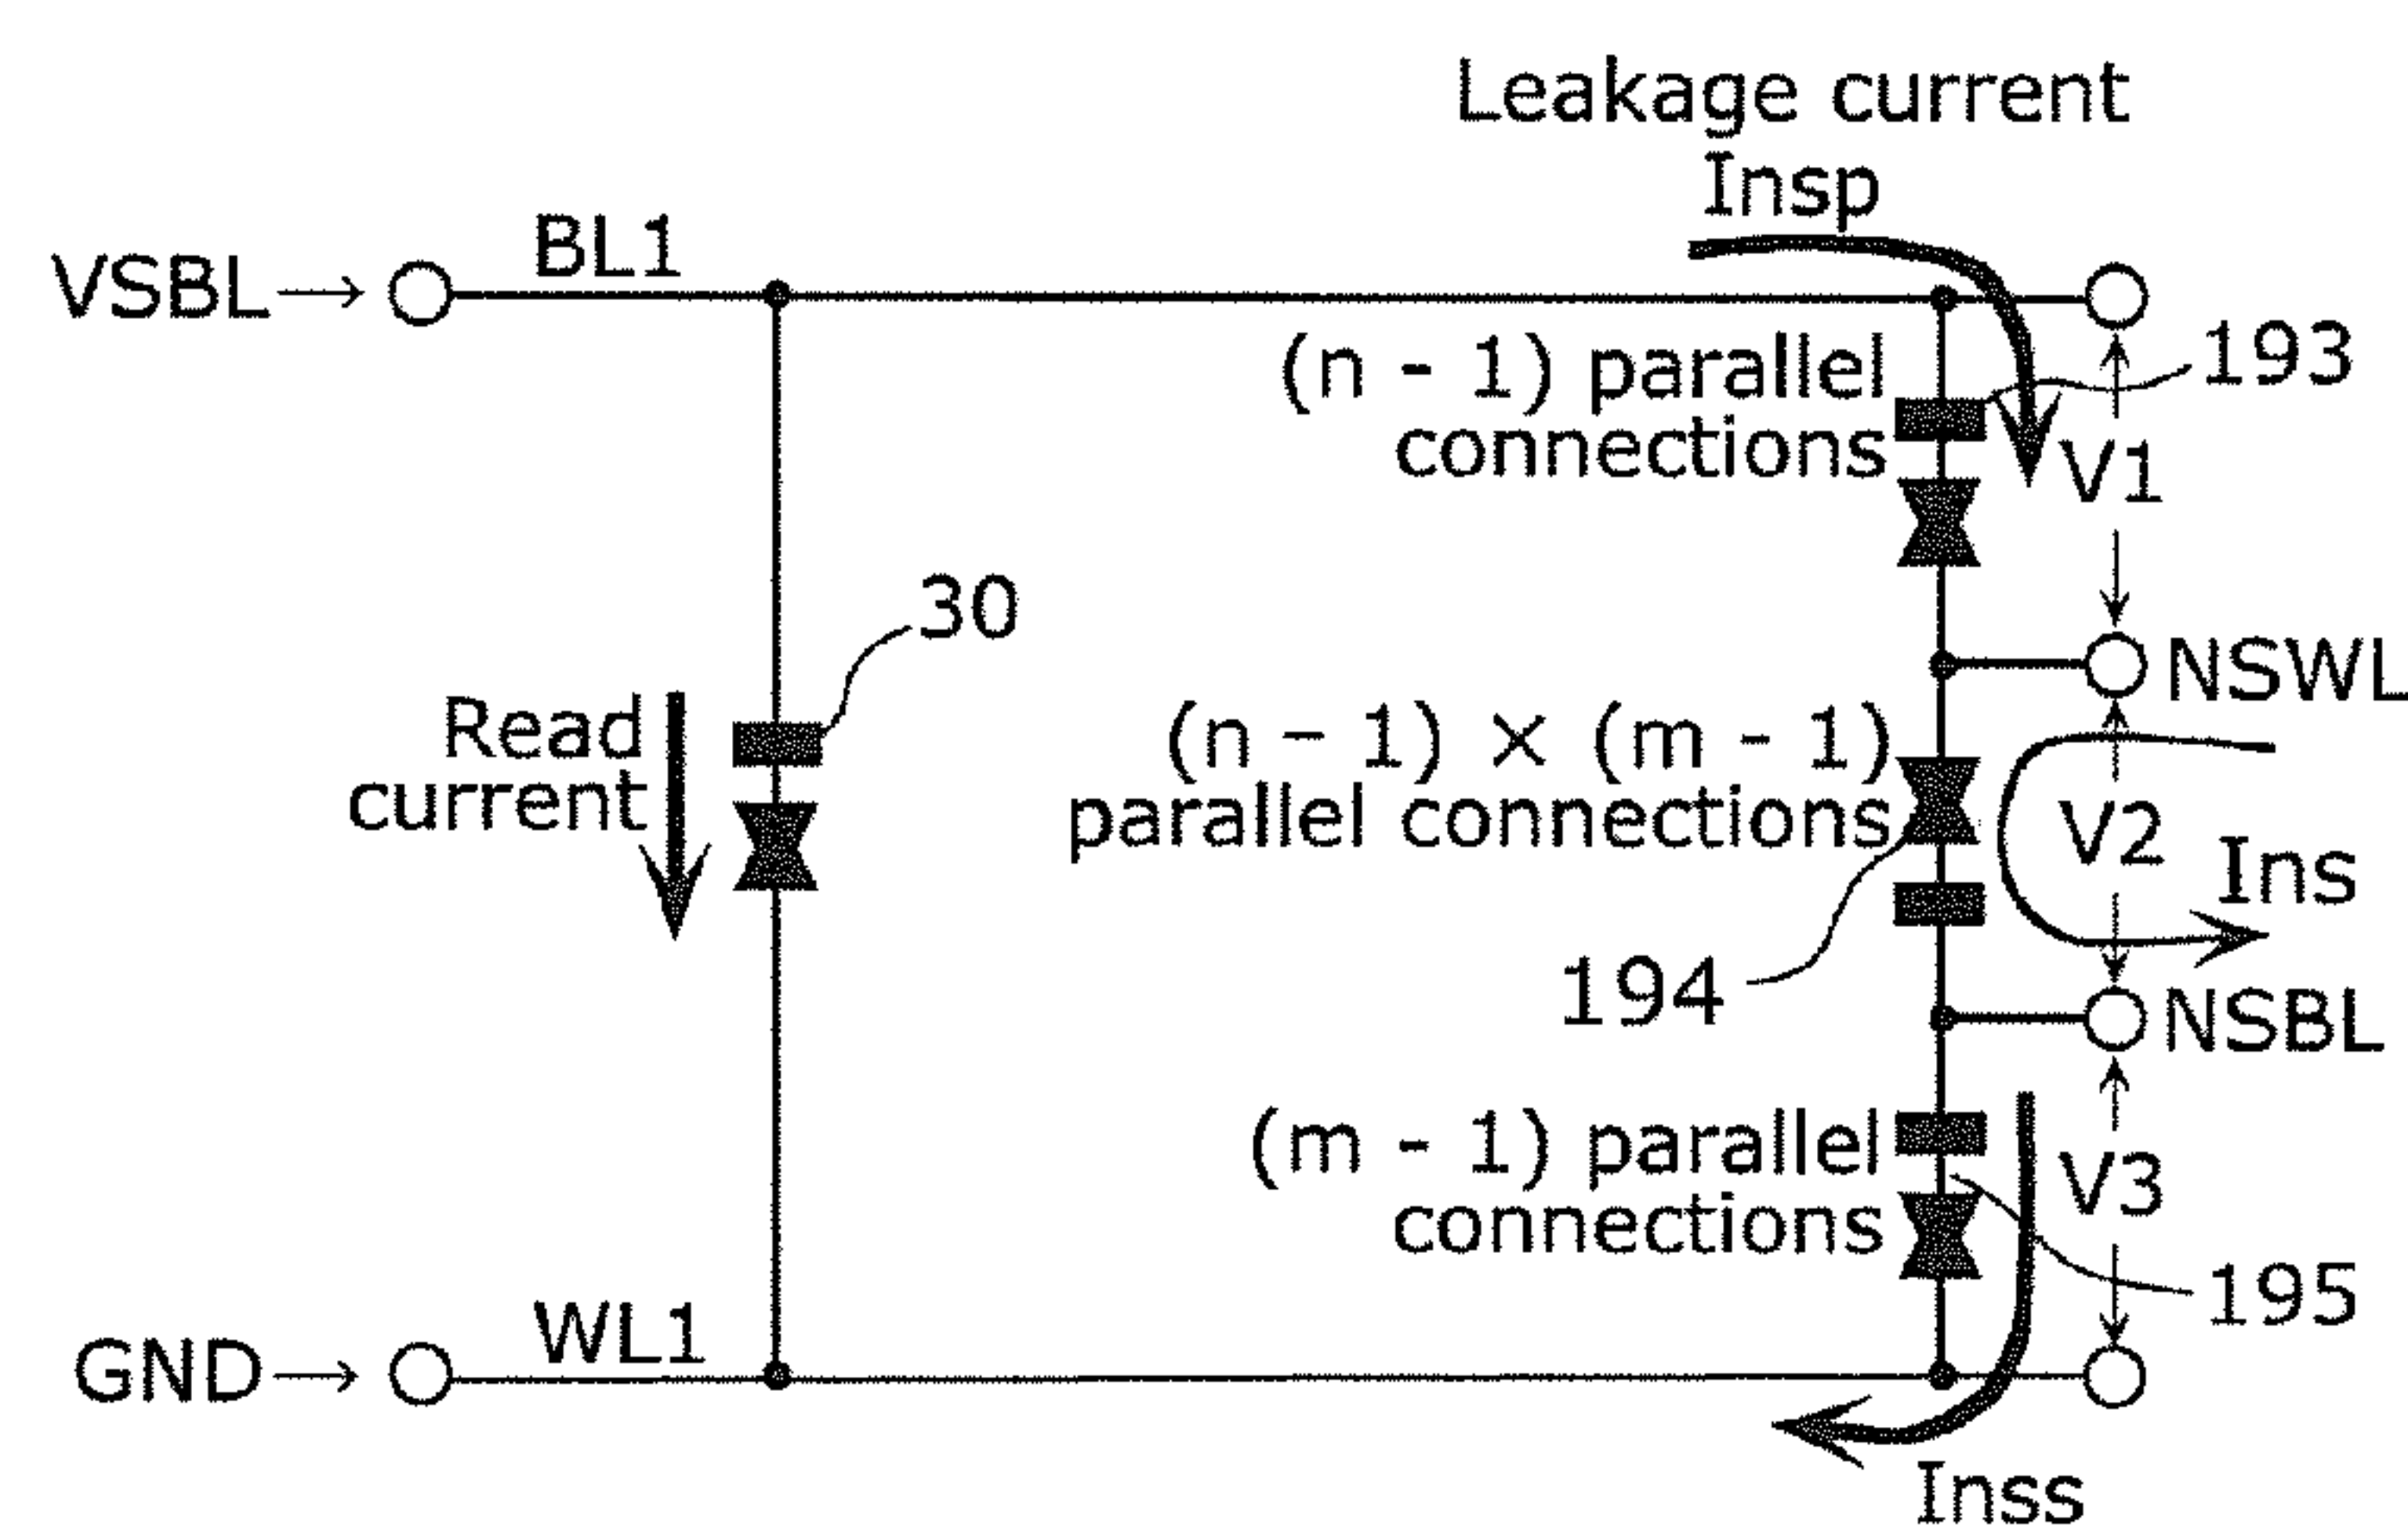 Leakage current
Insp
VSBL
BL1
(n - 1) parallel
connections
193
V1
30
NSWL
Read
current
(n - 1) × (m - 1)
parallel connections
V2
Ins
194
NSBL
(m - 1) parallel
connections
V3
195
GND
WL1
Inss